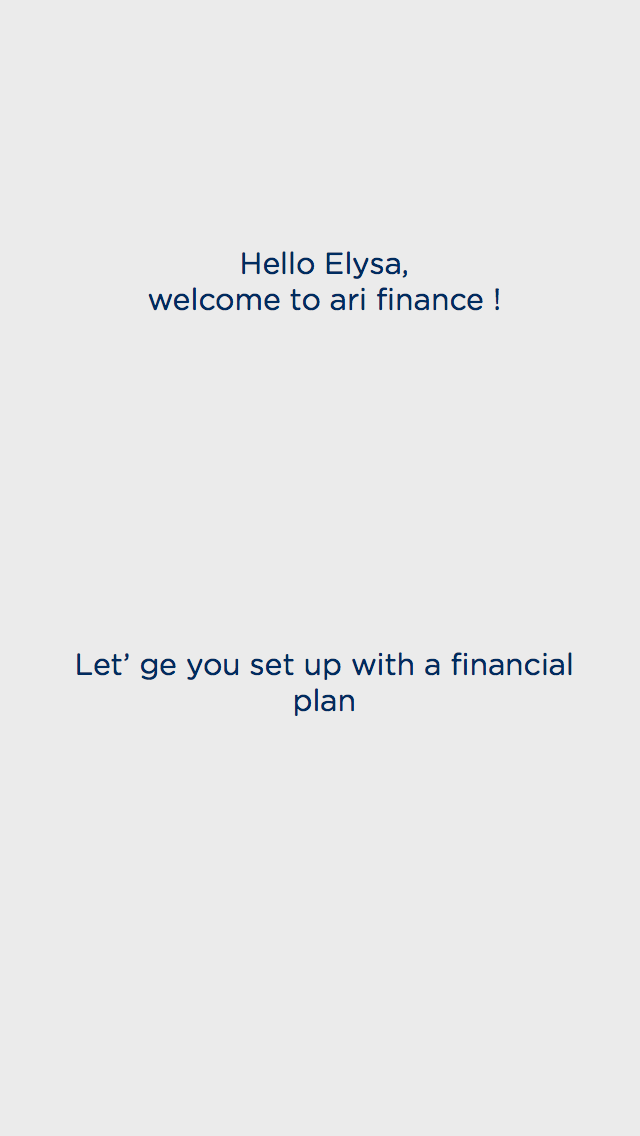 Hello Elysa,
welcome to ari finance !
Let’ ge you set up with a financial
plan